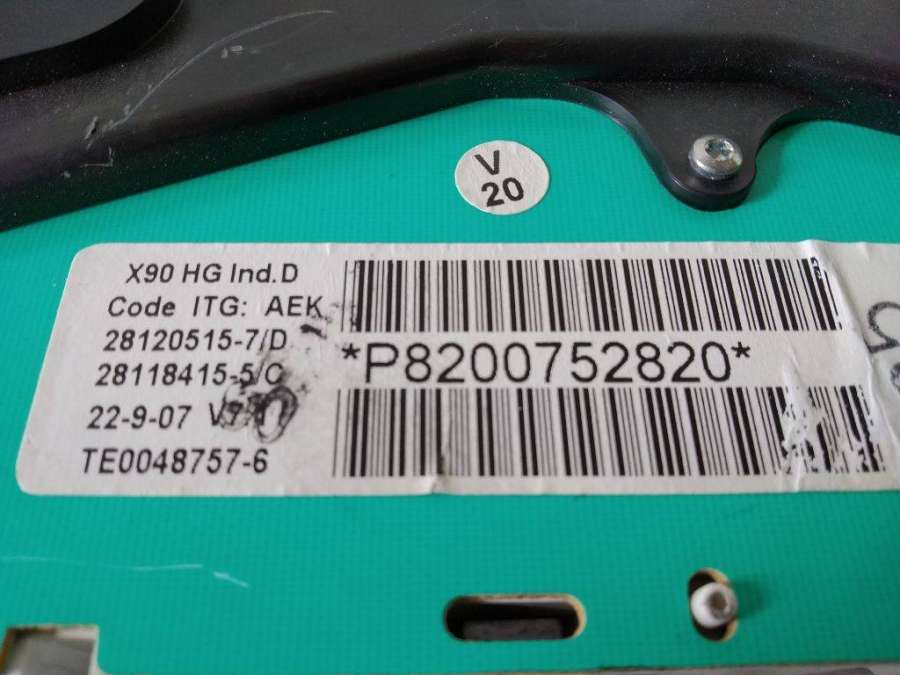 V
20
X90 HG Ind.D
Code ITG: AEK
28120515-7/D
28118415-5/C
22-9-07
TE0048757-6
*P8200752820*